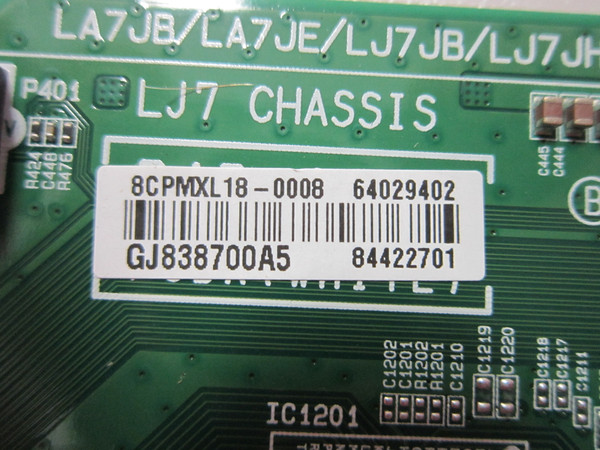 LA7JB/LA7JE/LJ7JB/LJ7JH
P401
LJ7 CHASSIS
R424
C448
R476
C445
C444
B
8CPMXL18-0008 64029402
GJ838700A5 84422701
C1202
C1201
R1202
R1201
C1210
C1219
C1220
C1218
C1217
C1211
IC1201